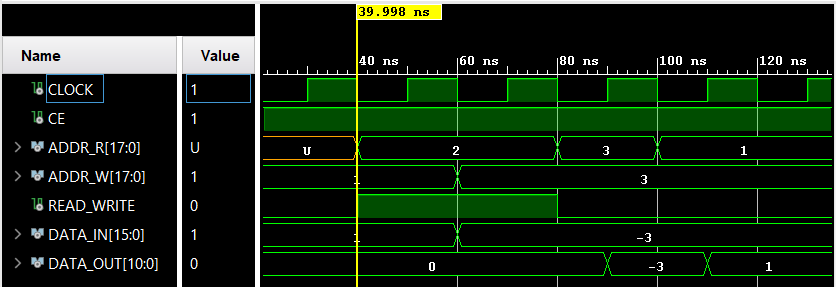 39.998 ns
Name Value 40 ns 60 ns 80 ns 100 ns 120 ns
CLOCK 1
CE 1
ADDR_R[17:0] U U 2 3 1
ADDR_W[17:0] 1 1 3
READ_WRITE 0
DATA_IN[15:0] 1 1 -3
DATA_OUT[10:0] 0 0 -3 1